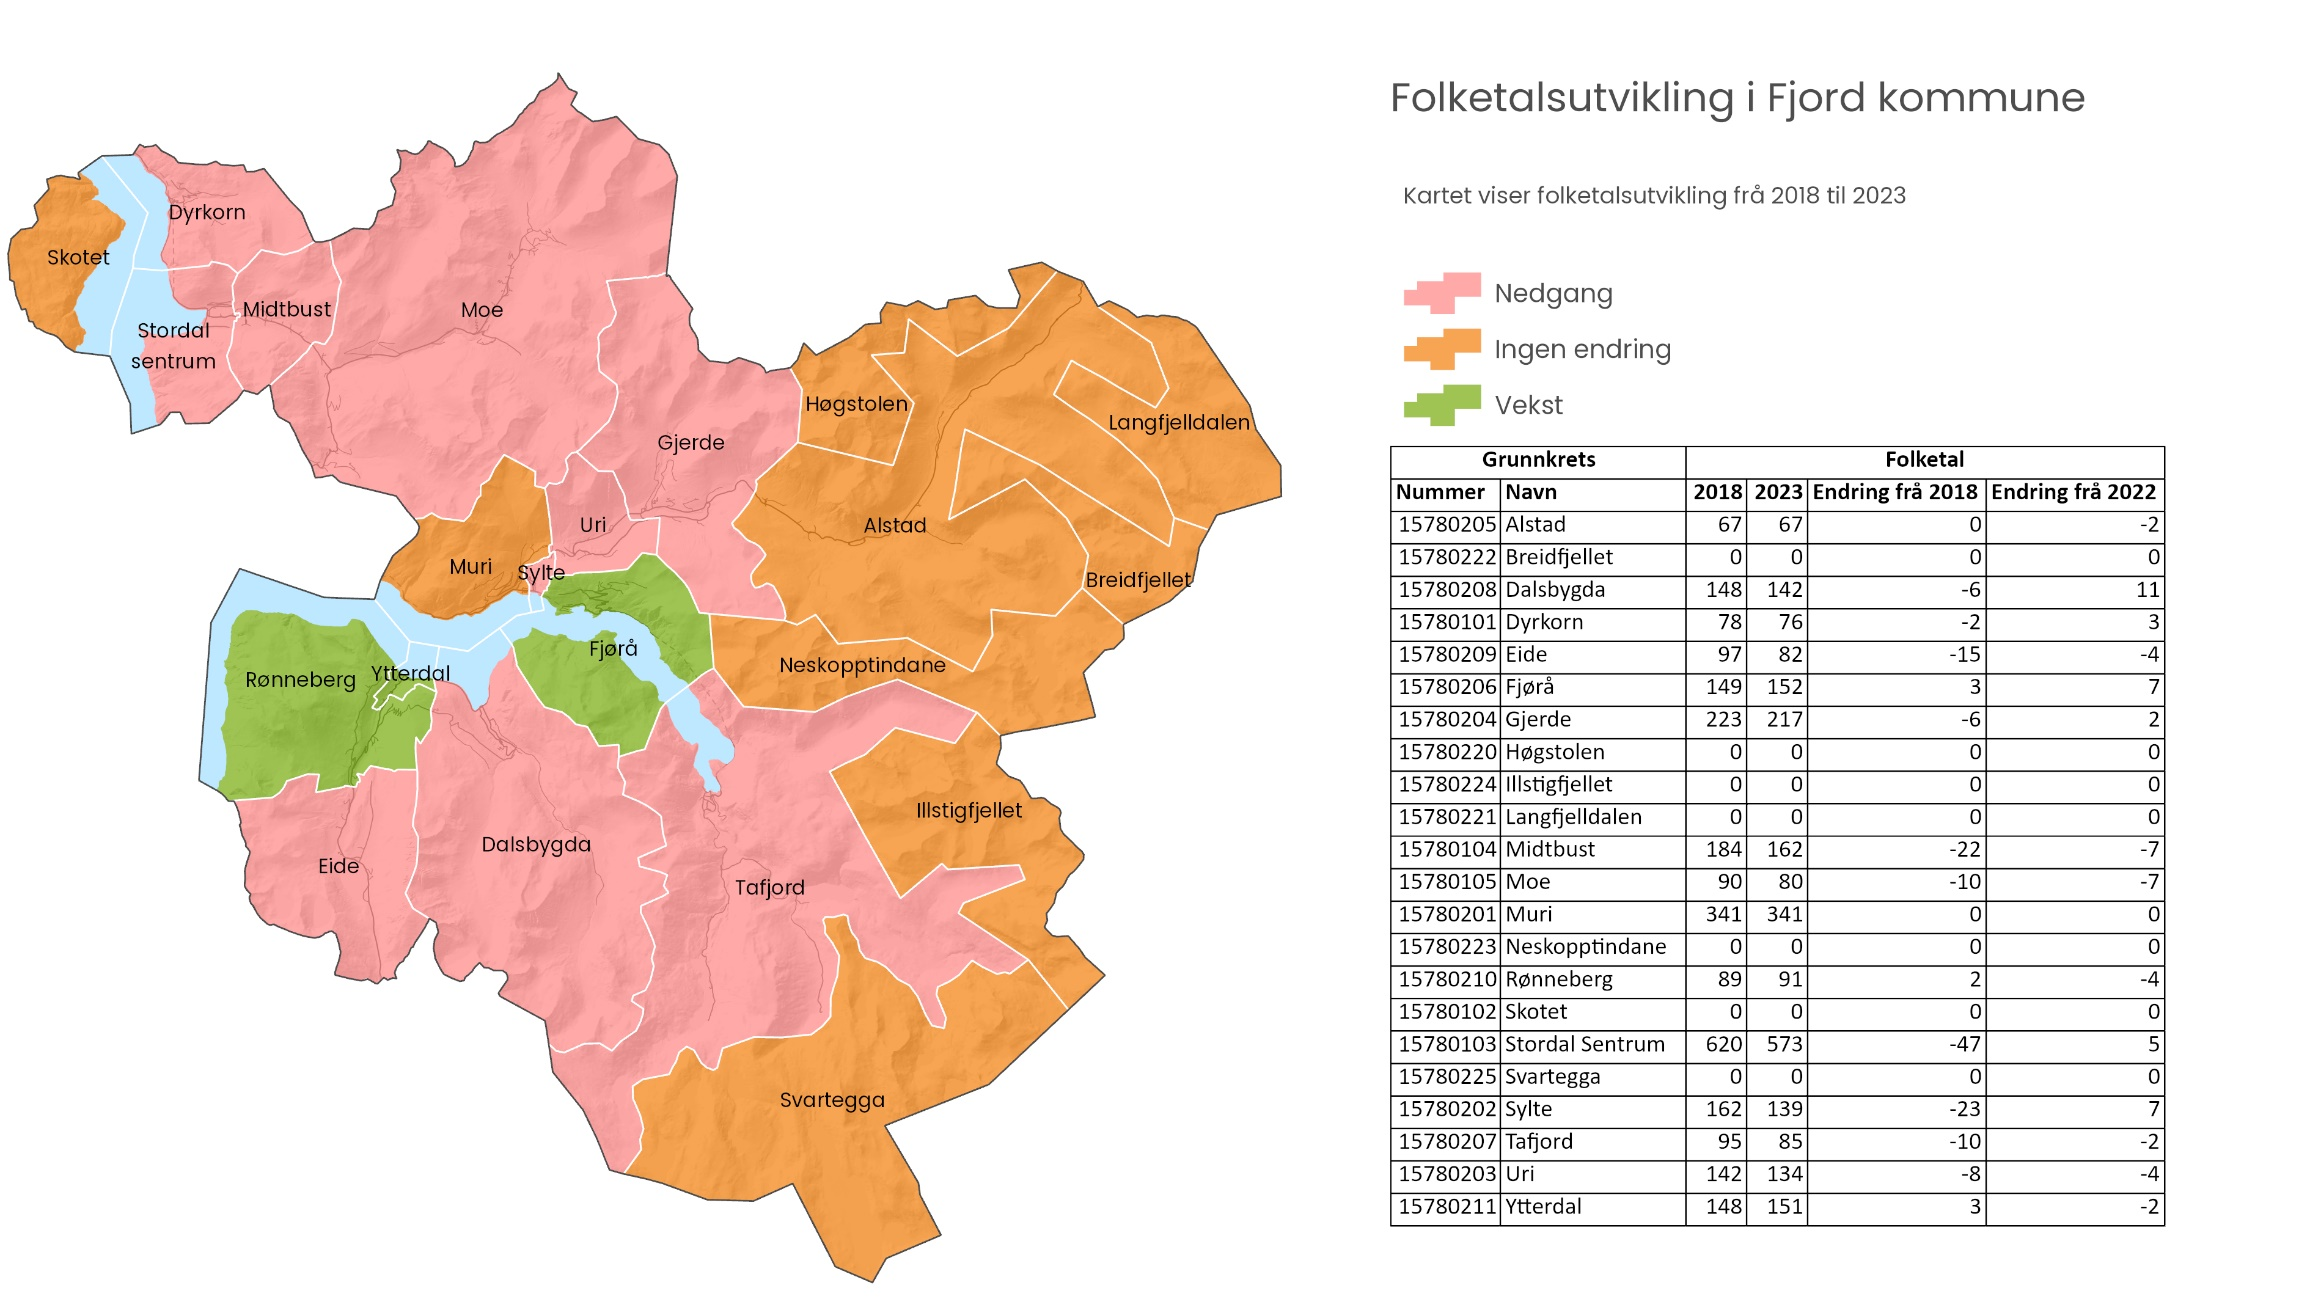 Folketalsutvikling i Fjord kommune
Kartet viser folketalsutvikling frå 2018 til 2023
Nedgang
Ingen endring
Vekst
Dyrkorn
Skotet
Midtbust
Moe
Stordal
sentrum
Høgstolen
Langfjelldalen
Gjerde
Uri
Alstad
Muri
Sylte
Breidfjellet
Fjørå
Neskopptindane
Rønneberg
Ytterdal
Illstigfjellet
Dalsbygda
Eide
Tafjord
Svartegga
Grunnkrets Folketal
Nummer Navn 2018 2023 Endring frå 2018 Endring frå 2022
15780205 Alstad 67 67 0 -2
15780222 Breidfjellet 0 0 0 0
15780208 Dalsbygda 148 142 -6 11
15780101 Dyrkorn 78 76 -2 3
15780209 Eide 97 82 -15 -4
15780206 Fjørå 149 152 3 7
15780204 Gjerde 223 217 -6 2
15780220 Høgstolen 0 0 0 0
15780224 Illstigfjellet 0 0 0 0
15780221 Langfjelldalen 0 0 0 0
15780104 Midtbust 184 162 -22 -7
15780105 Moe 90 80 -10 -7
15780201 Muri 341 341 0 0
15780223 Neskopptindane 0 0 0 0
15780210 Rønneberg 89 91 2 -4
15780102 Skotet 0 0 0 0
15780103 Stordal Sentrum 620 573 -47 5
15780225 Svartegga 0 0 0 0
15780202 Sylte 162 139 -23 7
15780207 Tafjord 95 85 -10 -2
15780203 Uri 142 134 -8 -4
15780211 Ytterdal 148 151 3 -2